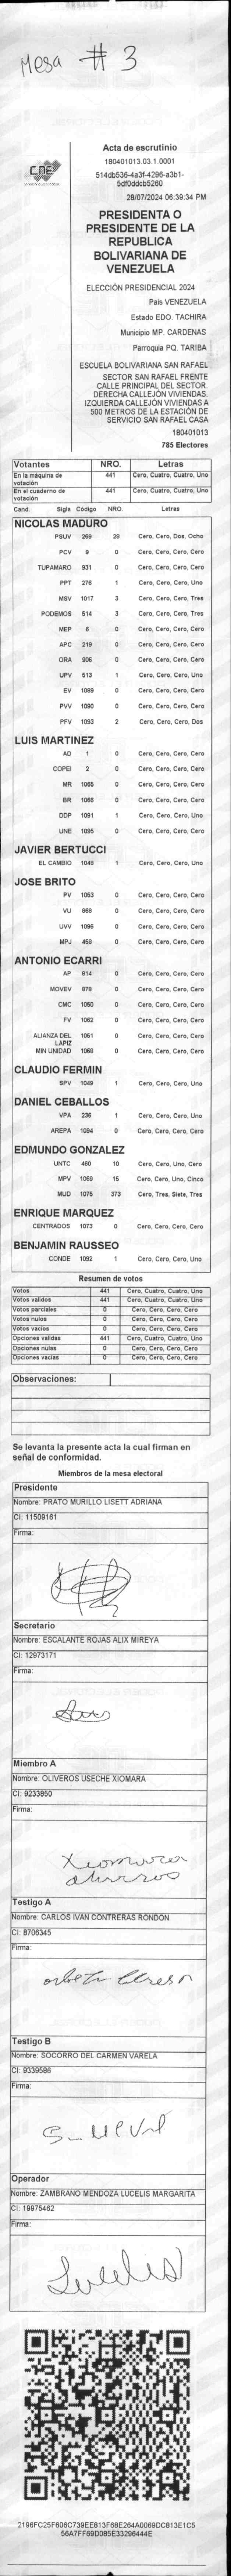 Mesa # 3
CNE
Acta de escrutinio
180401013.03.1.0001
514db536-4a3f-4296-a3b1-
5df0ddcb5260
28/07/2024 06:39:34 PM
PRESIDENTA O
PRESIDENTE DE LA
REPUBLICA
BOLIVARIANA DE
VENEZUELA
ELECCIÓN PRESIDENCIAL 2024
Pais VENEZUELA
Estado EDO. TACHIRA
Municipio MP. CARDENAS
Parroquia PQ. TARIBA
ESCUELA BOLIVARIANA SAN RAFAEL
SECTOR SAN RAFAEL FRENTE
CALLE PRINCIPAL DEL SECTOR.
DERECHA CALLEJÓN VIVIENDAS.
IZQUIERDA CALLEJÓN VIVIENDAS A
500 METROS DE LA ESTACIÓN DE
SERVICIO SAN RAFAEL CASA
180401013
785 Electores
Votantes NRO. Letras
En la máquina de votación 441 Cero, Cuatro, Cuatro, Uno
En el cuaderno de votación 441 Cero, Cuatro, Cuatro, Uno
Cand. Sigla Código NRO. Letras
NICOLAS MADURO
PSUV 269 28 Cero, Cero, Dos, Ocho
PCV 9 0 Cero, Cero, Cero, Cero
TUPAMARO 931 0 Cero, Cero, Cero, Cero
PPT 276 1 Cero, Cero, Cero, Uno
MSV 1017 3 Cero, Cero, Cero, Tres
PODEMOS 514 3 Cero, Cero, Cero, Tres
MEP 6 0 Cero, Cero, Cero, Cero
APC 219 0 Cero, Cero, Cero, Cero
ORA 906 0 Cero, Cero, Cero, Cero
UPV 513 1 Cero, Cero, Cero, Uno
EV 1089 0 Cero, Cero, Cero, Cero
PVV 1090 0 Cero, Cero, Cero, Cero
PFV 1093 2 Cero, Cero, Cero, Dos
LUIS MARTINEZ
AD 1 0 Cero, Cero, Cero, Cero
COPEI 2 0 Cero, Cero, Cero, Cero
MR 1065 0 Cero, Cero, Cero, Cero
BR 1066 0 Cero, Cero, Cero, Cero
DDP 1091 1 Cero, Cero, Cero, Uno
UNE 1095 0 Cero, Cero, Cero, Cero
JAVIER BERTUCCI
EL CAMBIO 1048 1 Cero, Cero, Cero, Uno
JOSE BRITO
PV 1053 0 Cero, Cero, Cero, Cero
VU 868 0 Cero, Cero, Cero, Cero
UVV 1096 0 Cero, Cero, Cero, Cero
MPJ 458 0 Cero, Cero, Cero, Cero
ANTONIO ECARRI
AP 814 0 Cero, Cero, Cero, Cero
MOVEV 978 0 Cero, Cero, Cero, Cero
CMC 1050 0 Cero, Cero, Cero, Cero
FV 1062 0 Cero, Cero, Cero, Cero
ALIANZA DEL LAPIZ 1051 0 Cero, Cero, Cero, Cero
MIN UNIDAD 1068 0 Cero, Cero, Cero, Cero
CLAUDIO FERMIN
SPV 1049 1 Cero, Cero, Cero, Uno
DANIEL CEBALLOS
VPA 236 1 Cero, Cero, Cero, Uno
AREPA 1094 0 Cero, Cero, Cero, Cero
EDMUNDO GONZALEZ
UNTC 460 10 Cero, Cero, Uno, Cero
MPV 1069 15 Cero, Cero, Uno, Cinco
MUD 1075 373 Cero, Tres, Siete, Tres
ENRIQUE MARQUEZ
CENTRADOS 1073 0 Cero, Cero, Cero, Cero
BENJAMIN RAUSSEO
CONDE 1092 1 Cero, Cero, Cero, Uno
Resumen de votos
Votos 441 Cero, Cuatro, Cuatro, Uno
Votos validos 441 Cero, Cuatro, Cuatro, Uno
Votos parciales 0 Cero, Cero, Cero, Cero
Votos nulos 0 Cero, Cero, Cero, Cero
Votos vacios 0 Cero, Cero, Cero, Cero
Opciones validas 441 Cero, Cuatro, Cuatro, Uno
Opciones nulas 0 Cero, Cero, Cero, Cero
Opciones vacias 0 Cero, Cero, Cero, Cero
Observaciones:
Se levanta la presente acta la cual firman en
señal de conformidad.
Miembros de la mesa electoral
Presidente
Nombre: PRATO MURILLO LISETT ADRIANA
CI: 11509161
Firma:
Secretario
Nombre: ESCALANTE ROJAS ALIX MIREYA
CI: 12973171
Firma:
Miembro A
Nombre: OLIVEROS USECHE XIOMARA
CI: 9233850
Firma:
Xiomara
Testigo A
Nombre: CARLOS IVAN CONTRERAS RONDON
CI: 8706345
Firma:
Testigo B
Nombre: SOCORRO DEL CARMEN VARELA
CI: 9339586
Firma:
Operador
Nombre: ZAMBRANO MENDOZA LUCELIS MARGARITA
CI: 19975462
Firma:
Lucelis
2196FC25F606C739EEB13F68E264A0069DC813E1C5
56A7FF69D085E33296444E